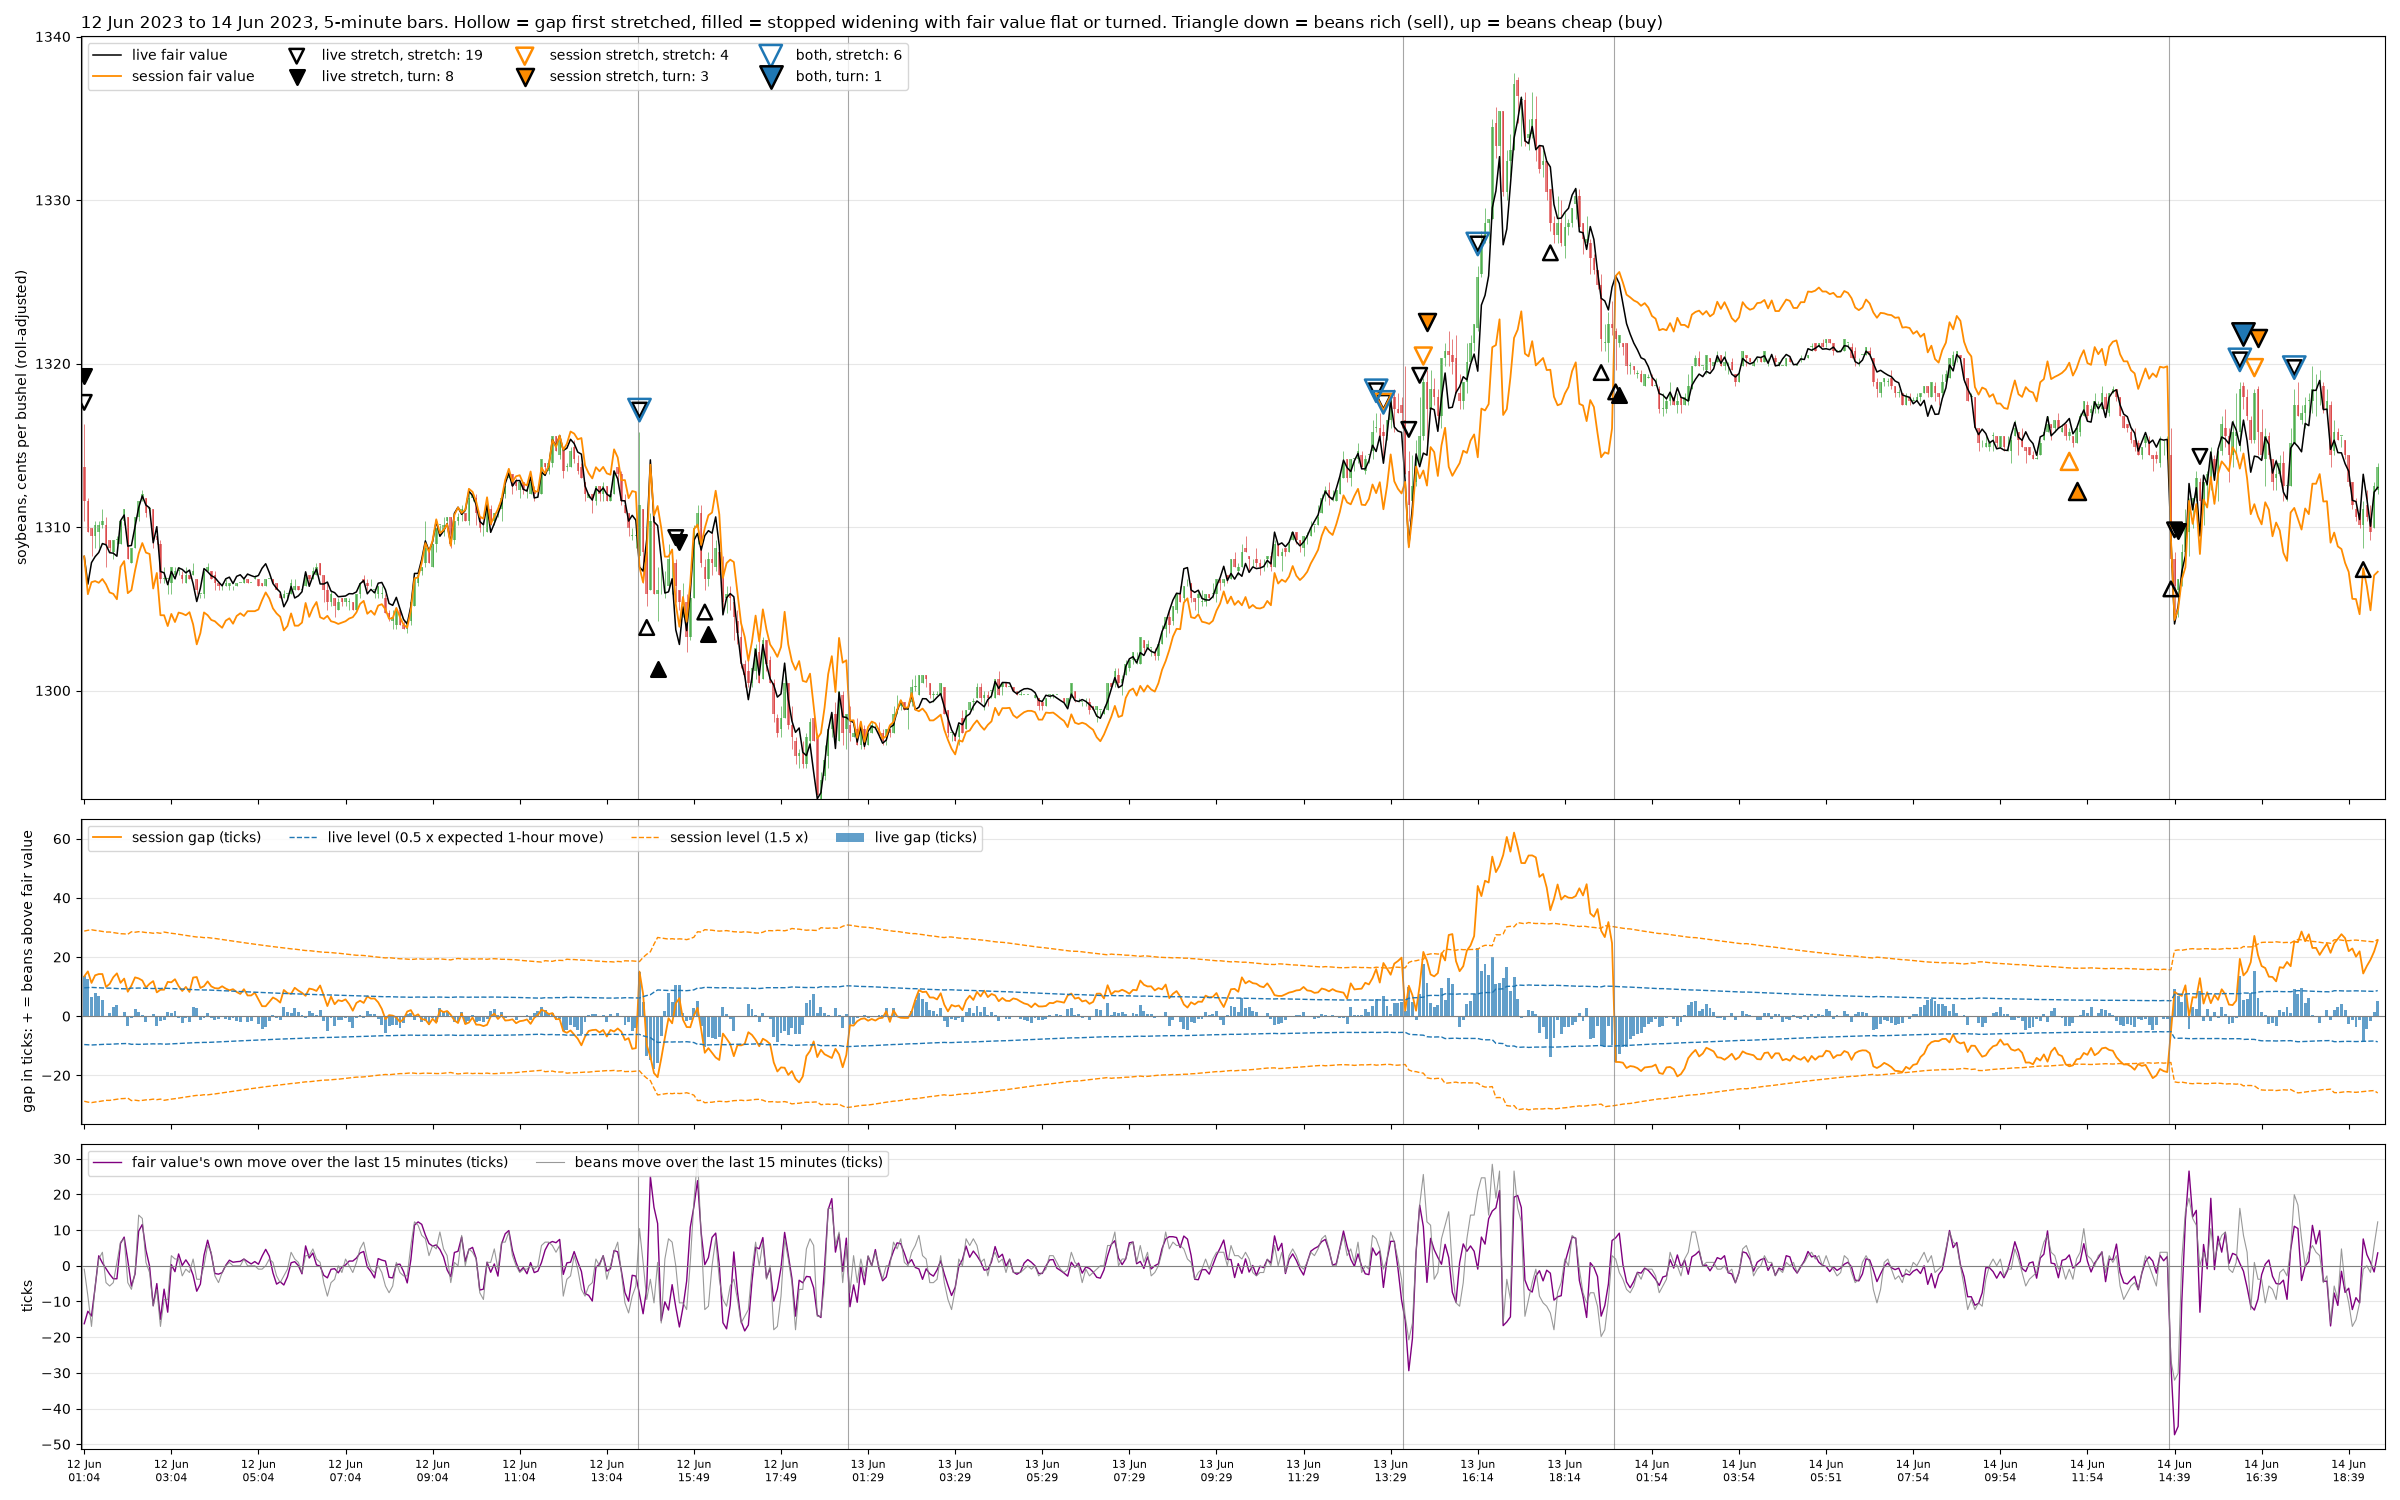 12 Jun 2023 to 14 Jun 2023, 5-minute bars. Hollow = gap first stretched, filled = stopped widening with fair value flat or turned. Triangle down = beans rich (sell), up = beans cheap (buy)
live fair value
session fair value
live stretch, stretch: 19
live stretch, turn: 8
session stretch, stretch: 4
session stretch, turn: 3
both, stretch: 6
both, turn: 1
soybeans, cents per bushel (roll-adjusted)
1340
1330
1320
1310
1300
session gap (ticks)
live level (0.5 x expected 1-hour move)
session level (1.5 x)
live gap (ticks)
gap in ticks: + = beans above fair value
60
40
20
0
−20
fair value's own move over the last 15 minutes (ticks)
beans move over the last 15 minutes (ticks)
ticks
30
20
10
0
−10
−20
−30
−40
−50
12 Jun
01:04
12 Jun
03:04
12 Jun
05:04
12 Jun
07:04
12 Jun
09:04
12 Jun
11:04
12 Jun
13:04
12 Jun
15:49
12 Jun
17:49
13 Jun
01:29
13 Jun
03:29
13 Jun
05:29
13 Jun
07:29
13 Jun
09:29
13 Jun
11:29
13 Jun
13:29
13 Jun
16:14
13 Jun
18:14
14 Jun
01:54
14 Jun
03:54
14 Jun
05:51
14 Jun
07:54
14 Jun
09:54
14 Jun
11:54
14 Jun
14:39
14 Jun
16:39
14 Jun
18:39